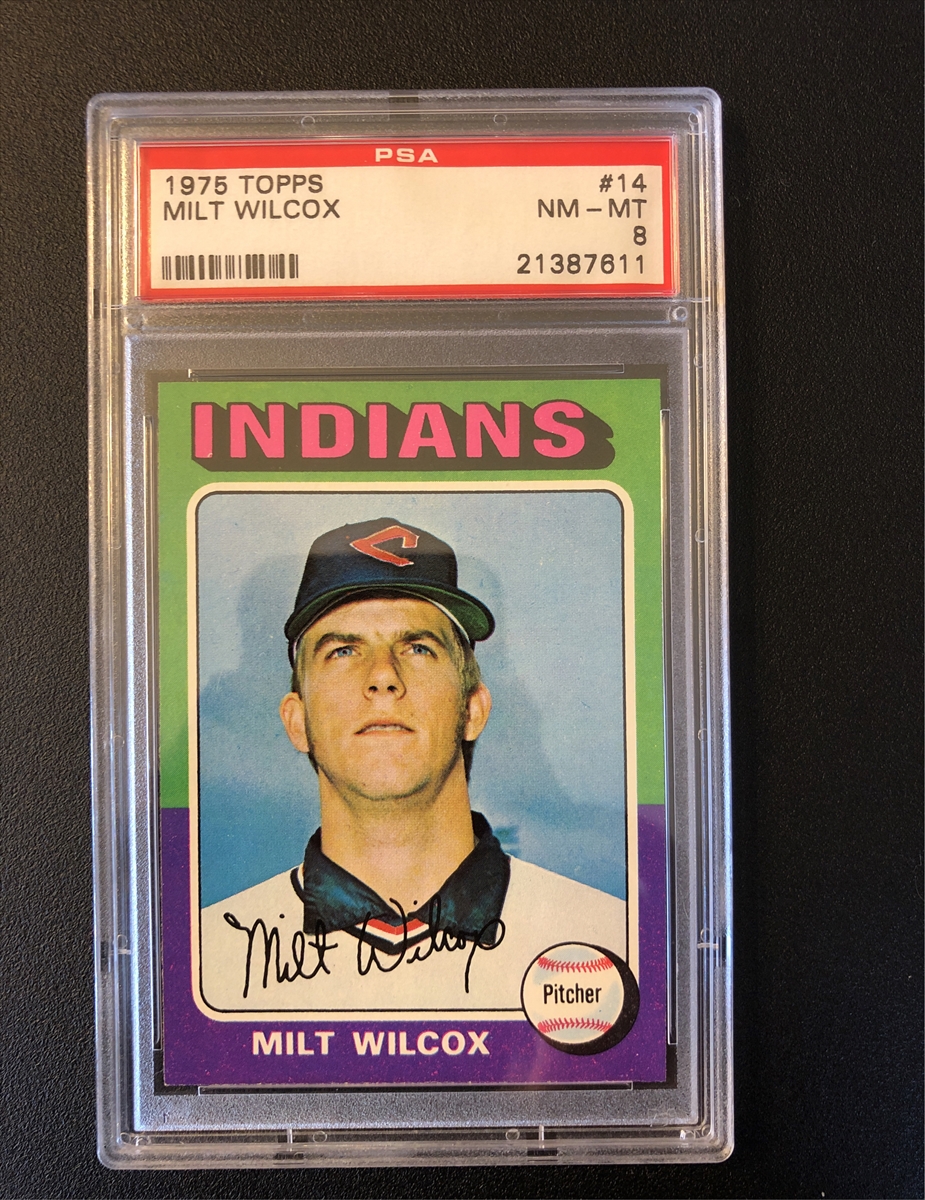 PSA
1975 TOPPS #14
MILT WILCOX NM – MT
8
21387611
INDIANS
C
Milt Wilcox
Pitcher
MILT WILCOX